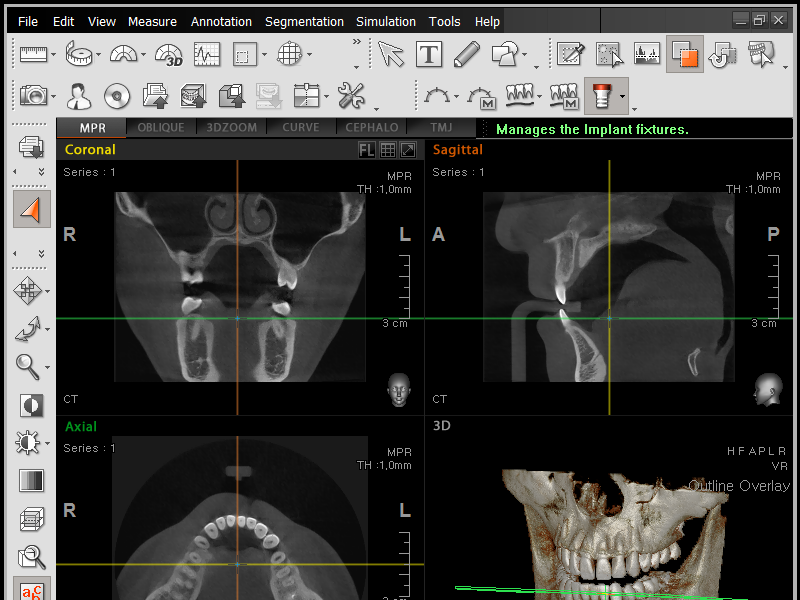 File Edit View Measure Annotation Segmentation Simulation Tools Help
3D
T
M
M
MPR OBLIQUE 3DZOOM CURVE CEPHALO TMJ
Manages the Implant fixtures.
Coronal
FL
Series : 1
MPR
TH :1,0mm
R
L
3 cm
CT
Sagittal
Series : 1
MPR
TH :1,0mm
A
P
3 cm
CT
Axial
Series : 1
MPR
TH :1,0mm
R
L
3D
H F A P L R
VR
Outline Overlay
abc